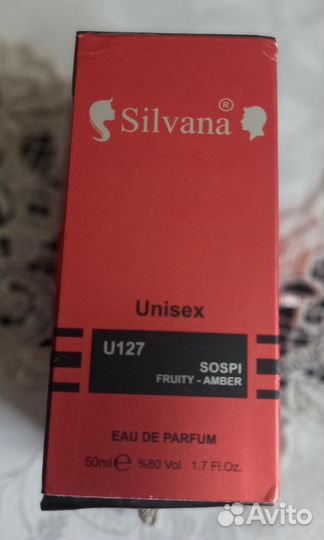 Silvana ®
Unisex
U127
SOSPI
FRUITY - AMBER
EAU DE PARFUM
50ml e %80 Vol 1.7 Fl.Oz.
Avito